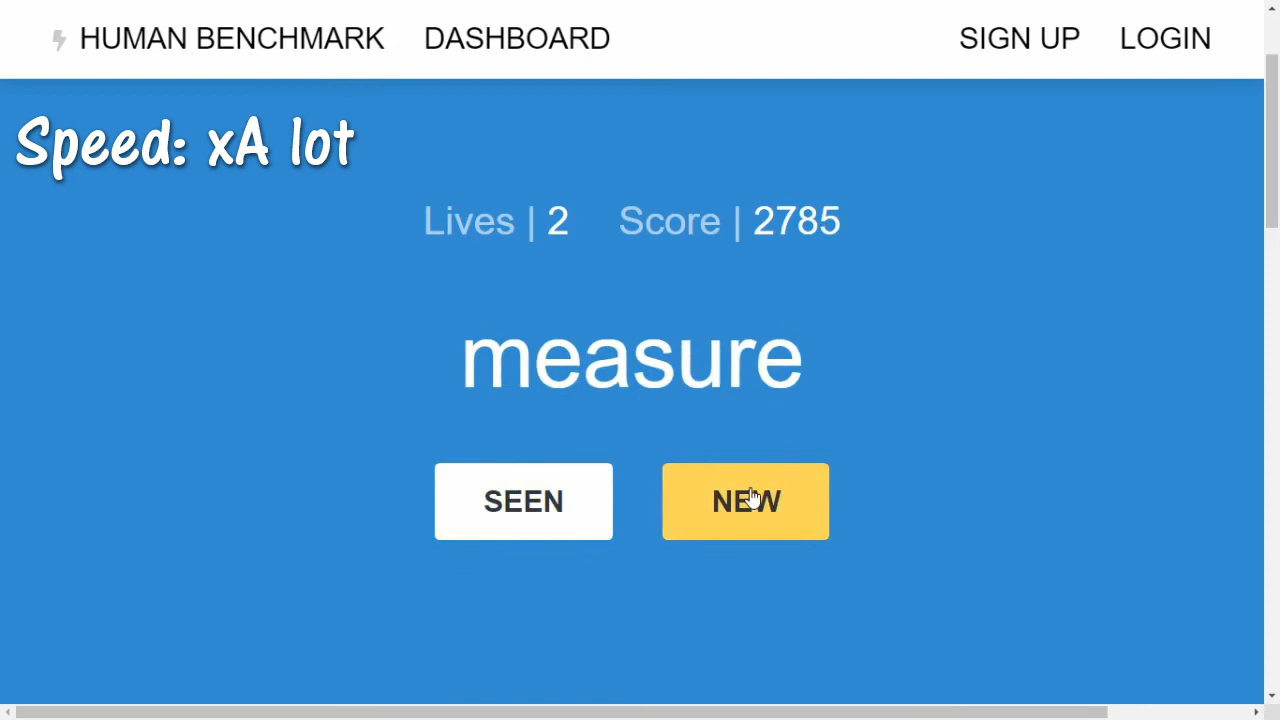 HUMAN BENCHMARK DASHBOARD SIGN UP LOGIN
Speed: xA lot
Lives | 2 Score | 2785
measure
SEEN NEW